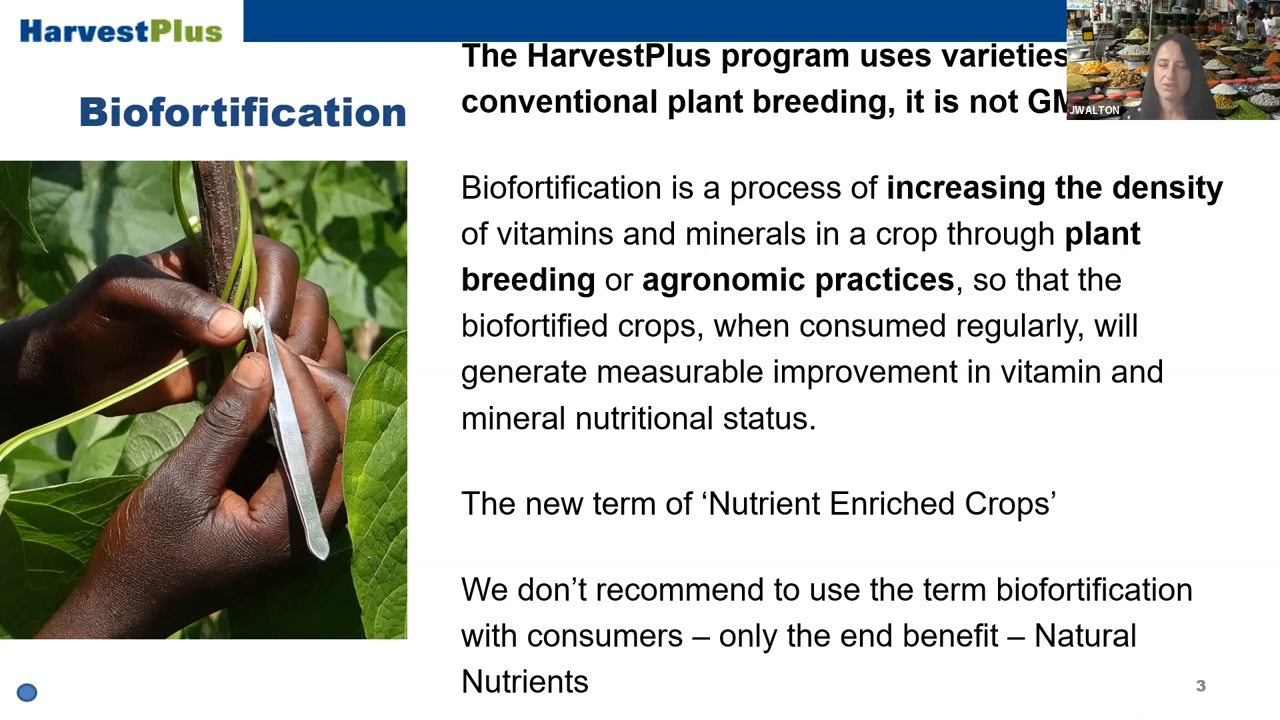 HarvestPlus
The HarvestPlus program uses varieties
conventional plant breeding, it is not
JWALTON
Biofortification
Biofortification is a process of increasing the density
of vitamins and minerals in a crop through plant
breeding or agronomic practices, so that the
biofortified crops, when consumed regularly, will
generate measurable improvement in vitamin and
mineral nutritional status.
The new term of ‘Nutrient Enriched Crops’
We don’t recommend to use the term biofortification
with consumers – only the end benefit – Natural
Nutrients
3